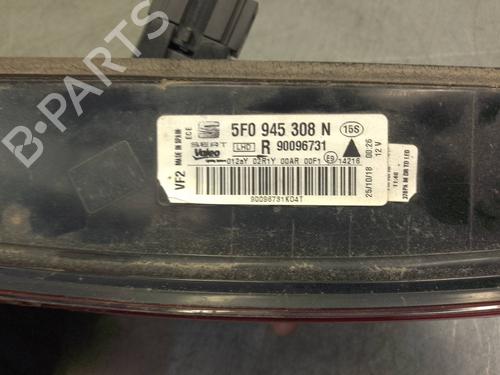 B-PARTS
5F0 945 308 N
15S
ECE
SEAT
Valeo
LHD
R 90096731
MADE IN SPAIN
VF2
012aY 02R1Y 00AR 00F1 E9 14216
90096731K04T
25/10/18 00:26
12 V